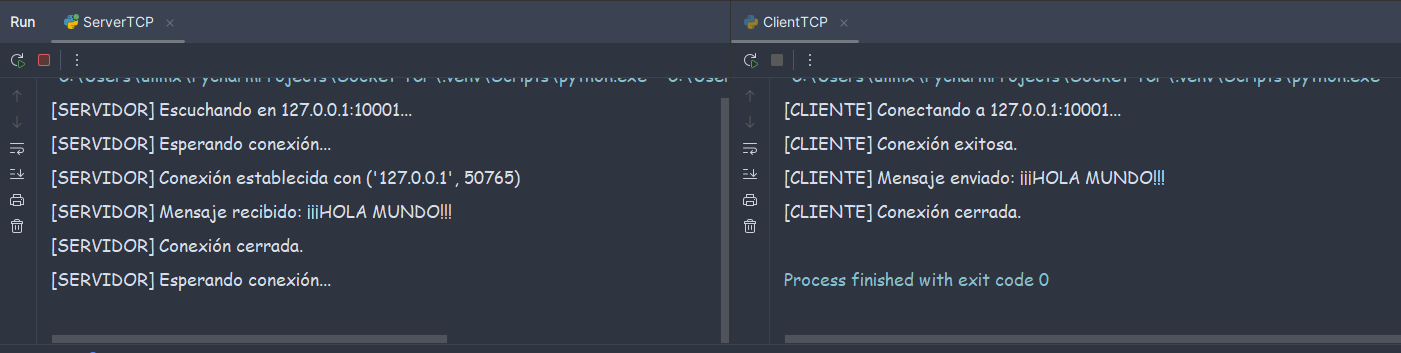 Run
ServerTCP
ClientTCP
[SERVIDOR] Escuchando en 127.0.0.1:10001...
[SERVIDOR] Esperando conexión...
[SERVIDOR] Conexión establecida con ('127.0.0.1', 50765)
[SERVIDOR] Mensaje recibido: ¡¡¡HOLA MUNDO!!!
[SERVIDOR] Conexión cerrada.
[SERVIDOR] Esperando conexión...
[CLIENTE] Conectando a 127.0.0.1:10001...
[CLIENTE] Conexión exitosa.
[CLIENTE] Mensaje enviado: ¡¡¡HOLA MUNDO!!!
[CLIENTE] Conexión cerrada.
Process finished with exit code 0